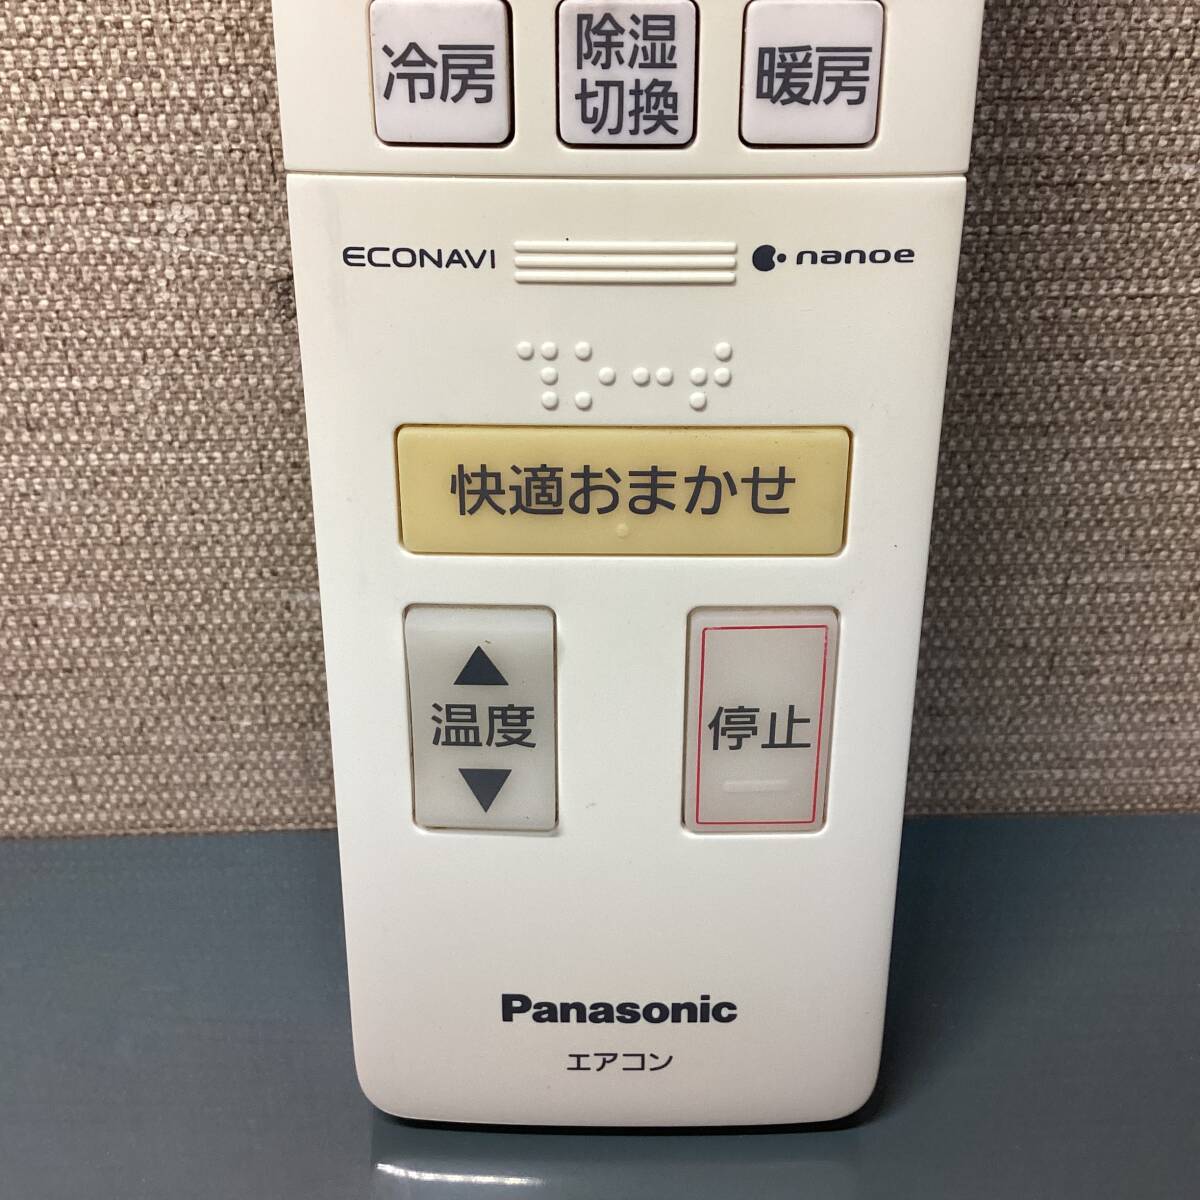 冷房
除湿
切換
暖房
ECONAVI
nanoe
快適おまかせ
▲
温度
▼
停止
Panasonic
エアコン